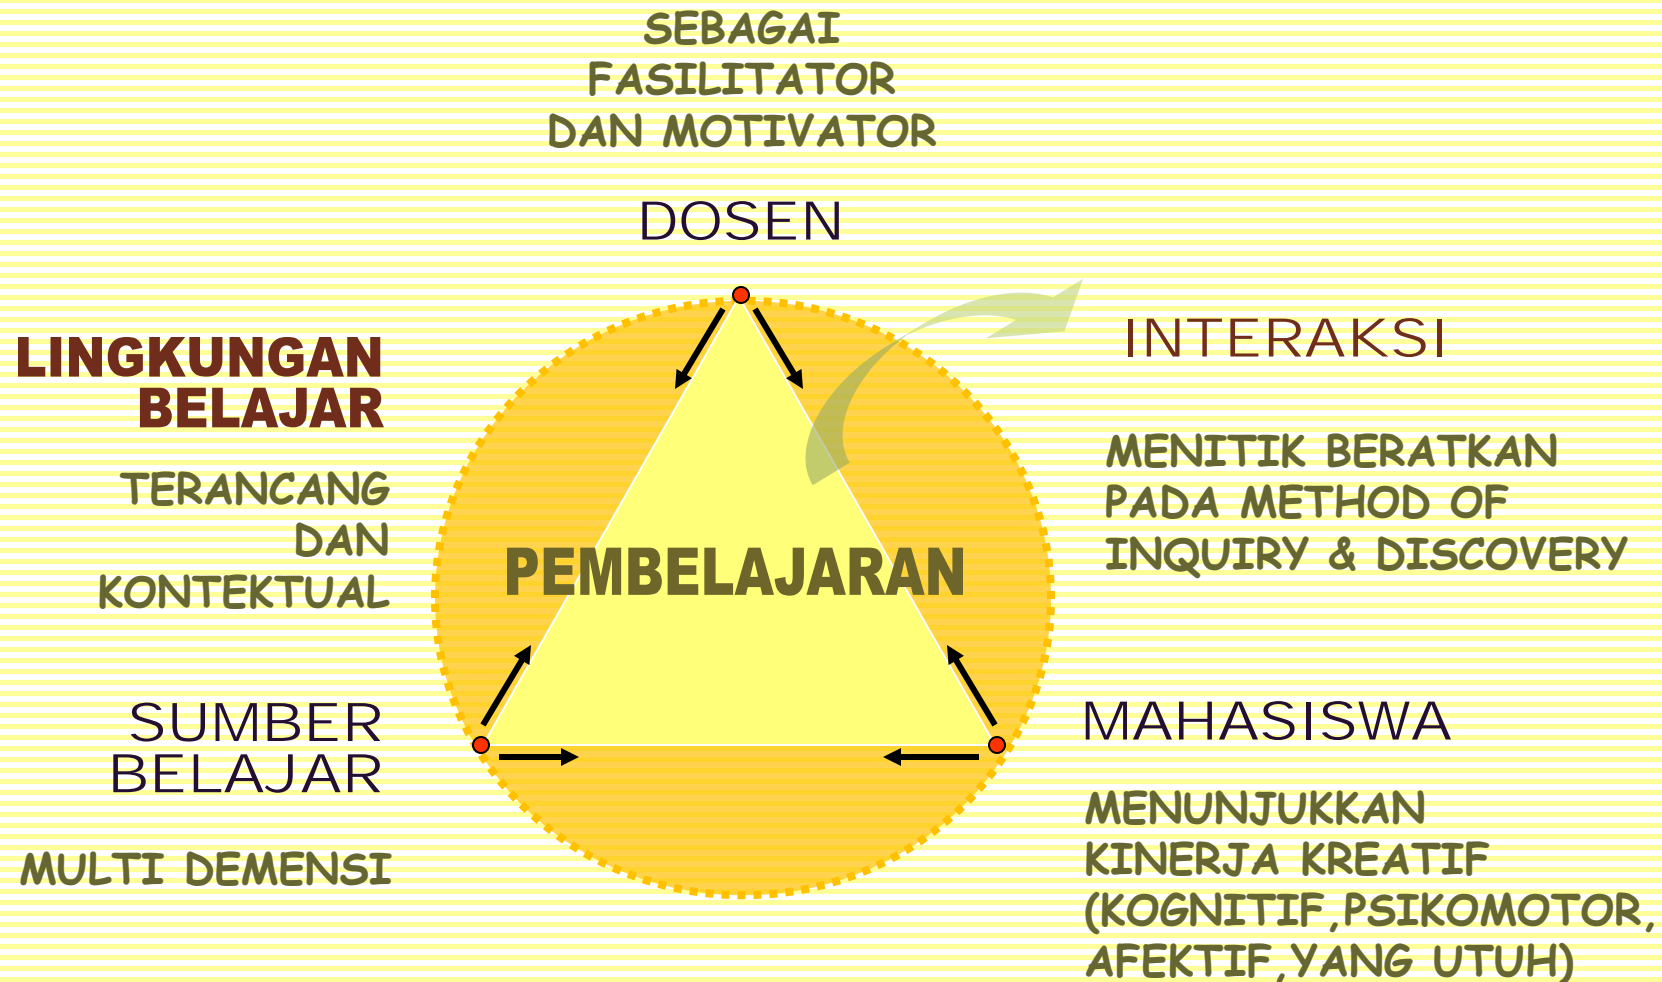 SEBAGAI
FASILITATOR
DAN MOTIVATOR
DOSEN
LINGKUNGAN
BELAJAR
TERANCANG
DAN
KONTEKTUAL
INTERAKSI
MENITIK BERATKAN
PADA METHOD OF
INQUIRY & DISCOVERY
PEMBELAJARAN
SUMBER
BELAJAR
MULTI DEMENSI
MAHASISWA
MENUNJUKKAN
KINERJA KREATIF
(KOGNITIF,PSIKOMOTOR,
AFEKTIF,YANG UTUH)